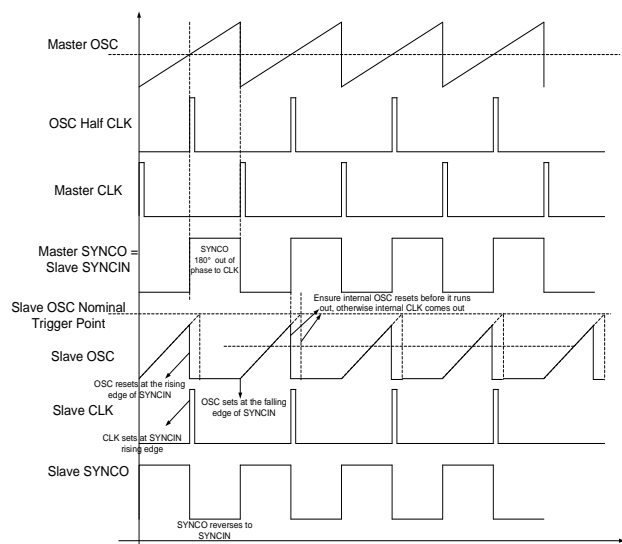 Master OSC
OSC Half CLK
Master CLK
Master SYNCO =
Slave SYNCIN
SYNCO
180° out of
phase to CLK
Ensure internal OSC resets before it runs
out, otherwise internal CLK comes out
Slave OSC Nominal
Trigger Point
Slave OSC
OSC resets at the rising
edge of SYNCIN
OSC sets at the falling
edge of SYNCIN
Slave CLK
CLK sets at SYNCIN
rising edge
Slave SYNCO
SYNCO reverses to
SYNCIN